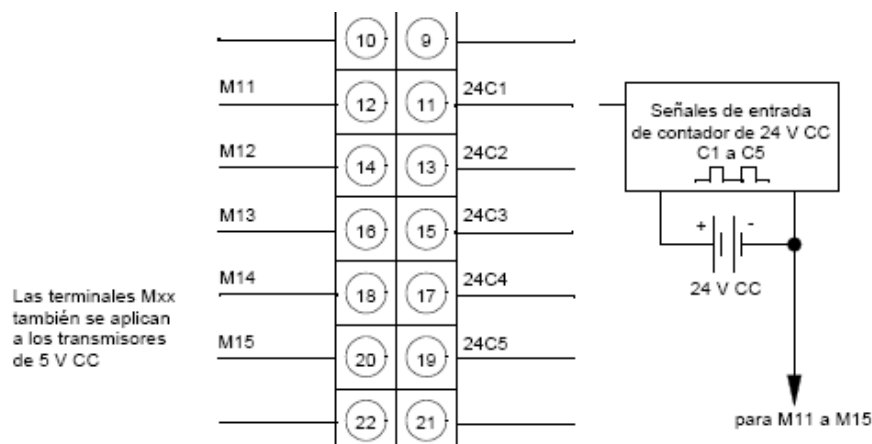 10 9
M11 12 11 24C1
M12 14 13 24C2
M13 16 15 24C3
M14 18 17 24C4
M15 20 19 24C5
22 21
Las terminales Mxx
también se aplican
a los transmisores
de 5 V CC
Señales de entrada
de contador de 24 V CC
C1 a C5
+ -
24 V CC
para M11 a M15